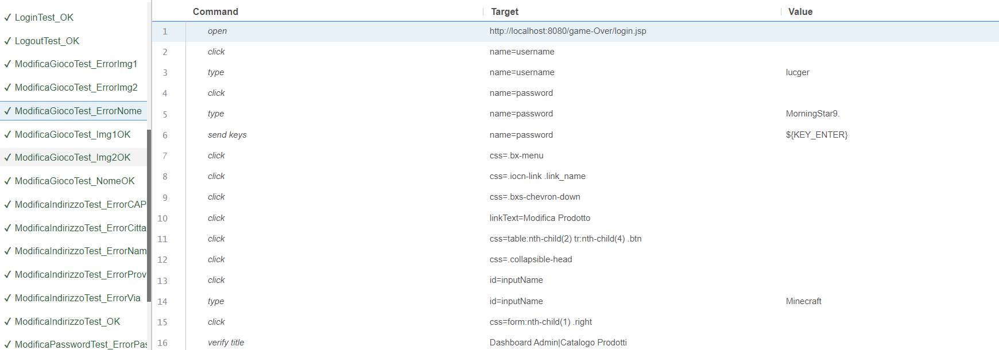 LoginTest_OK
LogoutTest_OK
ModificaGiocoTest_ErrorImg1
ModificaGiocoTest_ErrorImg2
ModificaGiocoTest_ErrorNome
ModificaGiocoTest_Img1OK
ModificaGiocoTest_Img2OK
ModificaGiocoTest_NomeOK
ModificaIndirizzoTest_ErrorCAP
ModificaIndirizzoTest_ErrorCitta
ModificaIndirizzoTest_ErrorNam
ModificaIndirizzoTest_ErrorProv
ModificaIndirizzoTest_ErrorVia
ModificaIndirizzoTest_OK
ModificaPasswordTest_ErrorPas
Command Target Value
1 open http://localhost:8080/game-Over/login.jsp
2 click name=username
3 type name=username lucger
4 click name=password
5 type name=password MorningStar9.
6 send keys name=password ${KEY_ENTER}
7 click css=.bx-menu
8 click css=.iocn-link .link_name
9 click css=.bxs-chevron-down
10 click linkText=Modifica Prodotto
11 click css=table:nth-child(2) tr:nth-child(4) .btn
12 click css=.collapsible-head
13 click id=inputName
14 type id=inputName Minecraft
15 click css=form:nth-child(1) .right
16 verify title Dashboard Admin|Catalogo Prodotti